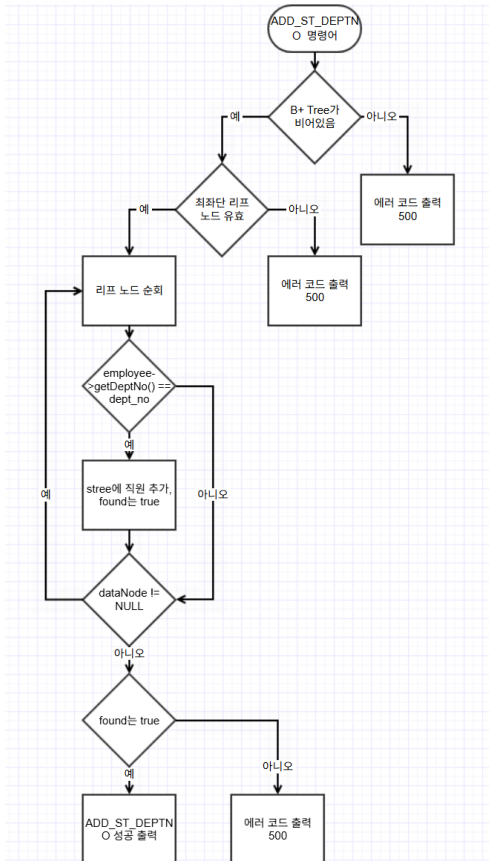 ADD_ST_DEPTN
O 명령어
B+ Tree가
비어있음
예
아니오
최좌단 리프
노드 유효
에러 코드 출력
500
예
아니오
리프 노드 순회
에러 코드 출력
500
employee-
>getDeptNo() ==
dept_no
예
stree에 직원 추가,
found는 true
예
아니오
dataNode !=
NULL
아니오
found는 true
아니오
예
ADD_ST_DEPTN
O 성공 출력
에러 코드 출력
500